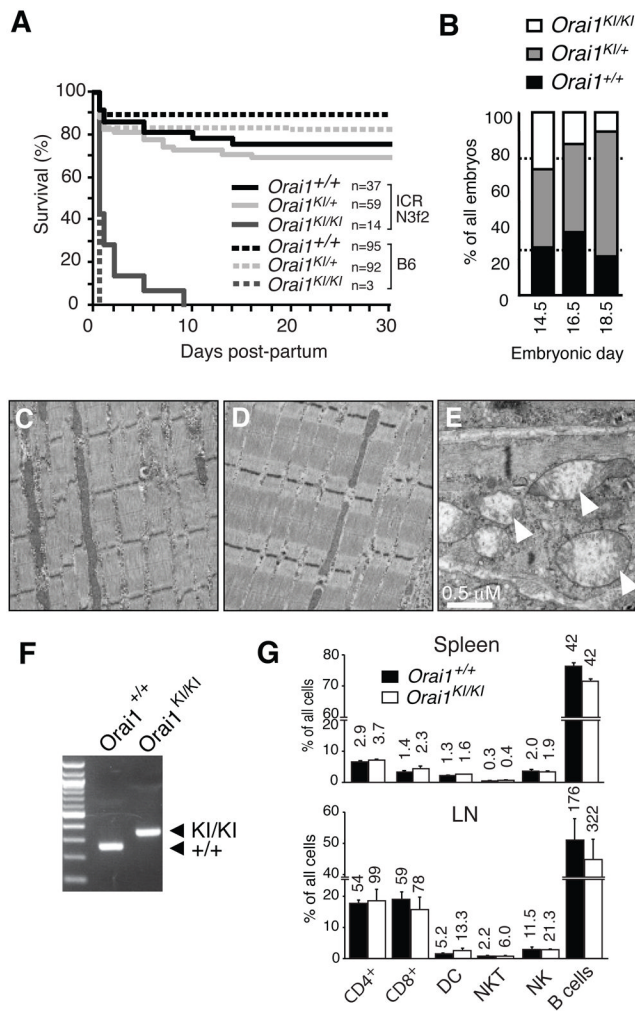 A
100
80
60
40
20
0
Survival (%)
0
10
20
30
Days post-partum
Orai1+/+ n=37
Orai1KI/+ n=59
Orai1KI/KI n=14
ICR
N3f2
Orai1+/+ n=95
Orai1KI/+ n=92
Orai1KI/KI n=3
B6
B
Orai1KI/KI
Orai1KI/+
Orai1+/+
100
80
60
40
20
0
% of all embryos
14.5
16.5
18.5
Embryonic day
C
D
E
0.5 µM
F
Orai1+/+
Orai1KI/KI
KI/KI
+/+
G
Spleen
Orai1+/+
Orai1KI/KI
80
70
60
20
10
0
% of all cells
2.9
3.7
1.4
2.3
1.3
1.6
0.3
0.4
2.0
1.9
42
42
LN
60
50
40
20
10
0
% of all cells
54
99
59
78
5.2
13.3
2.2
6.0
11.5
21.3
176
322
CD4+
CD8+
DC
NKT
NK
B cells